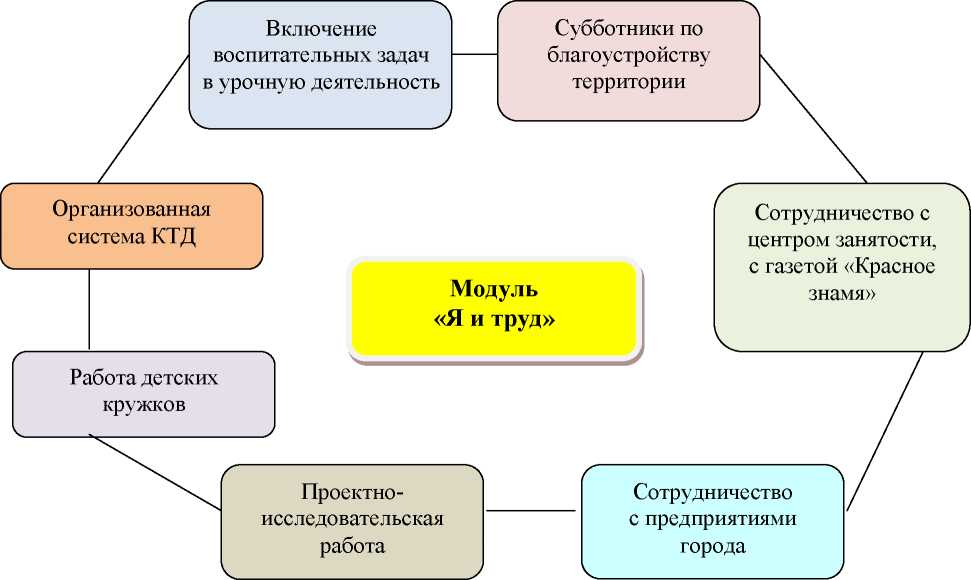 Включение
воспитательных задач
в урочную деятельность
Субботники по
благоустройству
территории
Организованная
система КТД
Сотрудничество с
центром занятости,
с газетой «Красное
знамя»
Модуль
«Я и труд»
Работа детских
кружков
Проектно-
исследовательская
работа
Сотрудничество
с предприятиями
города